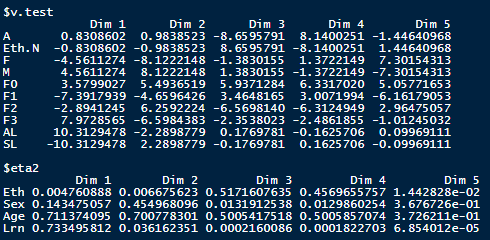 $v.test
Dim 1 Dim 2 Dim 3 Dim 4 Dim 5
A 0.8308602 0.9838523 -8.6595791 8.1400251 -1.44640968
Eth.N -0.8308602 -0.9838523 8.6595791 -8.1400251 1.44640968
F -4.5611274 -8.1222148 -1.3830155 1.3722149 7.30154313
M 4.5611274 8.1222148 1.3830155 -1.3722149 -7.30154313
F0 3.5799027 5.4936519 5.9371284 6.3317020 5.05771653
F1 -7.3917939 -4.6596426 3.4648165 3.0071994 -6.16179053
F2 -2.8941245 6.2592224 -6.5698140 -6.3124949 2.96475057
F3 7.9728565 -6.5984383 -2.3538023 -2.4861855 -1.01245032
AL 10.3129478 -2.2898779 0.1769781 -0.1625706 0.09969111
SL -10.3129478 2.2898779 -0.1769781 0.1625706 -0.09969111
$eta2
Dim 1 Dim 2 Dim 3 Dim 4 Dim 5
Eth 0.004760888 0.006675623 0.5171607635 0.4569655757 1.442828e-02
Sex 0.143475057 0.454968096 0.0131912538 0.0129860254 3.676726e-01
Age 0.711374095 0.700778301 0.5005417518 0.5005857074 3.726211e-01
Lrn 0.733495812 0.036162351 0.0002160086 0.0001822703 6.854012e-05